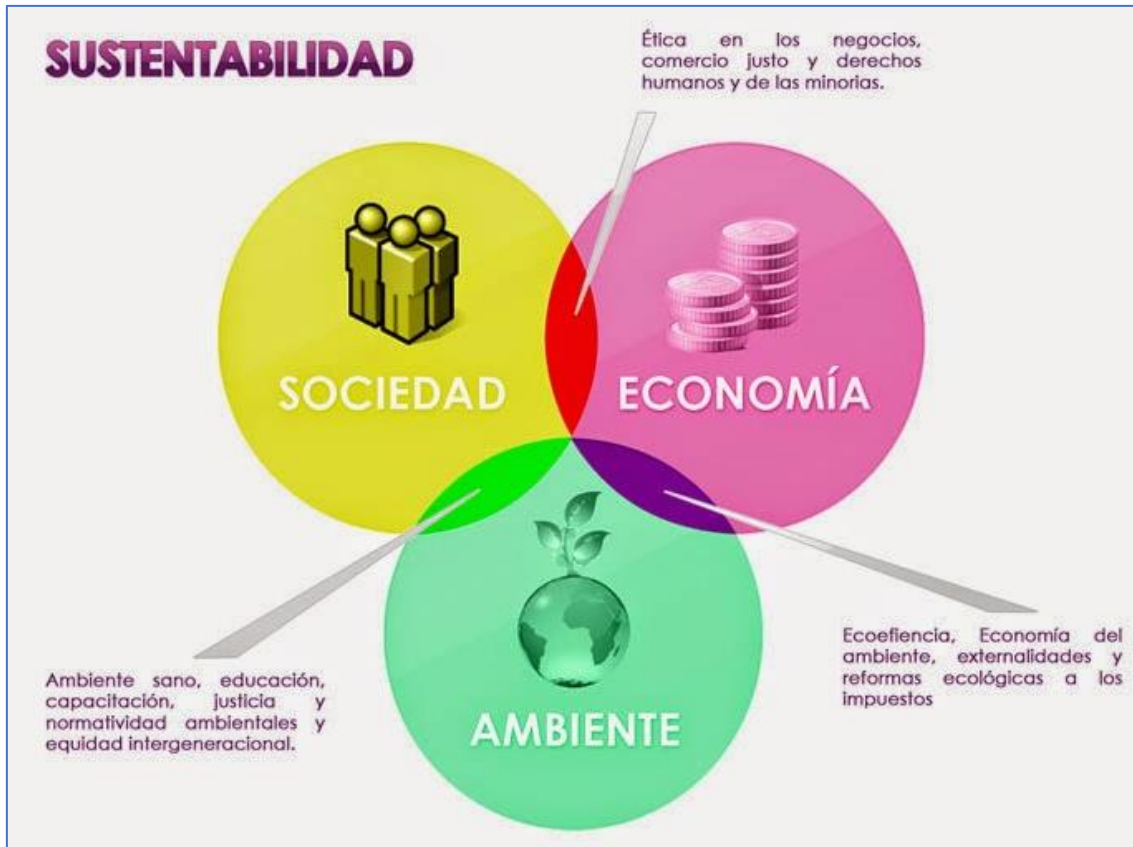 SUSTENTABILIDAD
Ética en los negocios,
comercio justo y derechos
humanos y de las minorias.
SOCIEDAD
ECONOMÍA
Ambiente sano, educación,
capacitación, justicia y
normatividad ambientales y
equidad intergeneracional.
AMBIENTE
Ecoefiencia, Economía del
ambiente, externalidades y
reformas ecológicas a los
impuestos